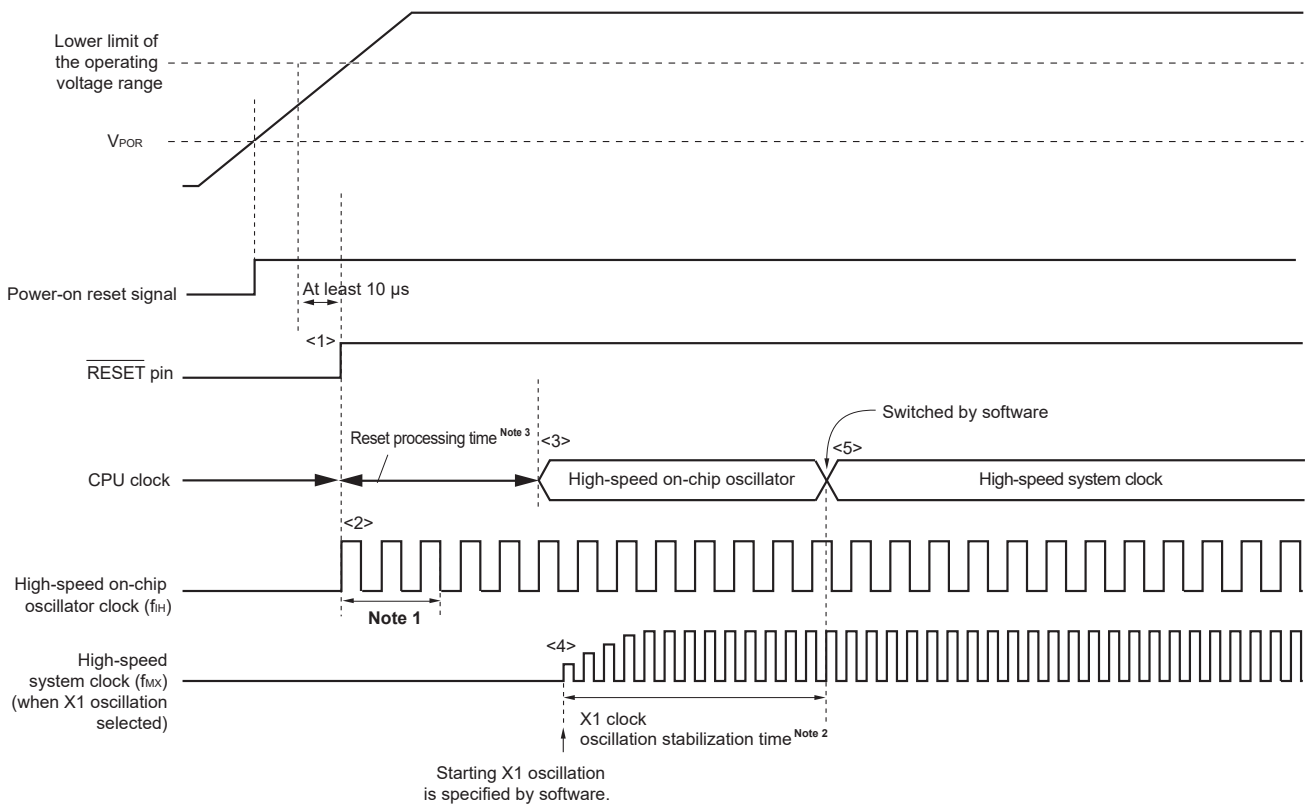 Lower limit of
the operating
voltage range
VPOR
Power-on reset signal
At least 10 µs
<1>
RESET pin
Switched by software
Reset processing time Note 3
<3>
<5>
CPU clock
High-speed on-chip oscillator
High-speed system clock
<2>
High-speed on-chip
oscillator clock (fIH)
Note 1
<4>
High-speed
system clock (fMX)
(when X1 oscillation
selected)
X1 clock
oscillation stabilization time Note 2
Starting X1 oscillation
is specified by software.